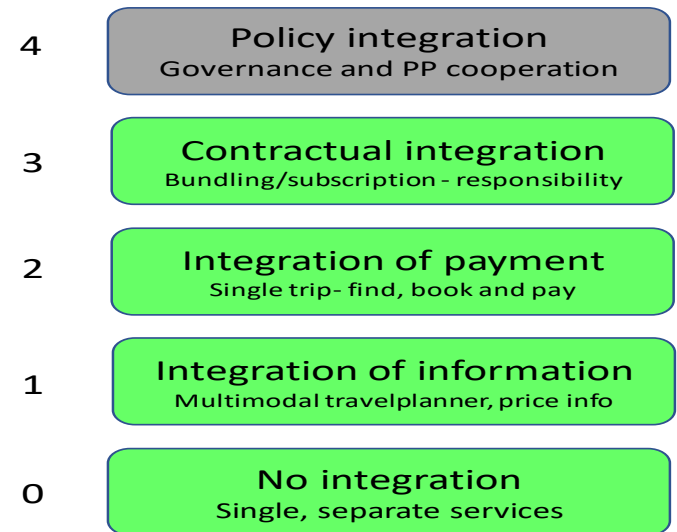 4
Policy integration
Governance and PP cooperation
3
Contractual integration
Bundling/subscription - responsibility
2
Integration of payment
Single trip- find, book and pay
1
Integration of information
Multimodal travelplanner, price info
0
No integration
Single, separate services